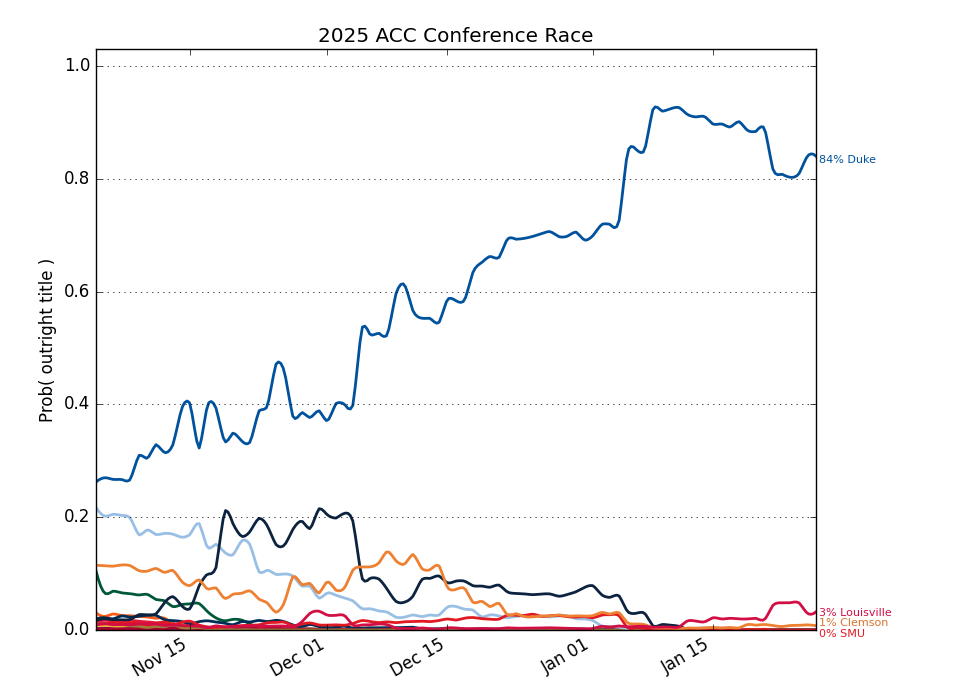 2025 ACC Conference Race
Prob( outright title )
1.0
0.8
0.6
0.4
0.2
0.0
84% Duke
3% Louisville
1% Clemson
0% SMU
Nov 15
Dec 01
Dec 15
Jan 01
Jan 15